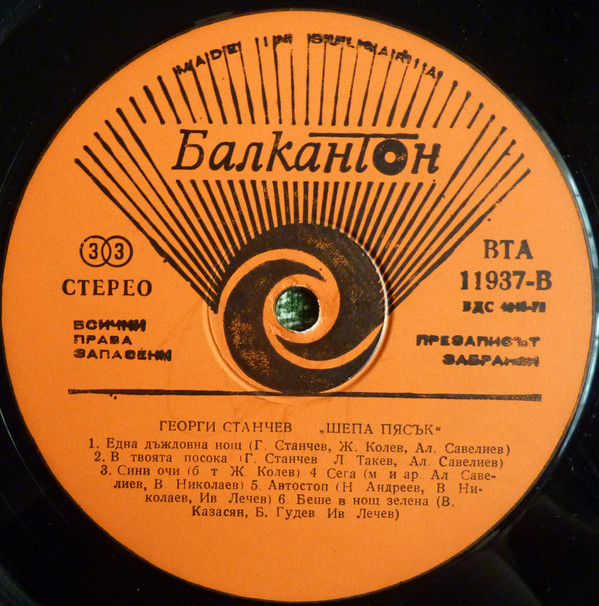 MADE IN BULGARIA
Балкантон
33
СТЕРЕО
ВСИЧКИ
ПРАВА
ЗАПАЗЕНИ
ВТА
11937-В
БДС
ПРЕЗАПИСЪТ
ЗАБРАНЕН
ГЕОРГИ СТАНЧЕВ „ШЕПА ПЯСЪК“
1. Една дъждовна нощ (Г. Станчев, Ж. Колев, Ал. Савелиев)
2. В твоята посока (Г. Станчев Л Такев, Ал. Савелиев)
3. Сини очи (б т Ж. Колев) 4 Сега (м и ар. Ал Саве-
лиев, В. Николаев) 5. Автостоп (Н Андреев, В Ни-
колаев, Ив Лечев) 6. Беше в нощ зелена (В.
Казасян, Б. Гудев Ив. Лечев)